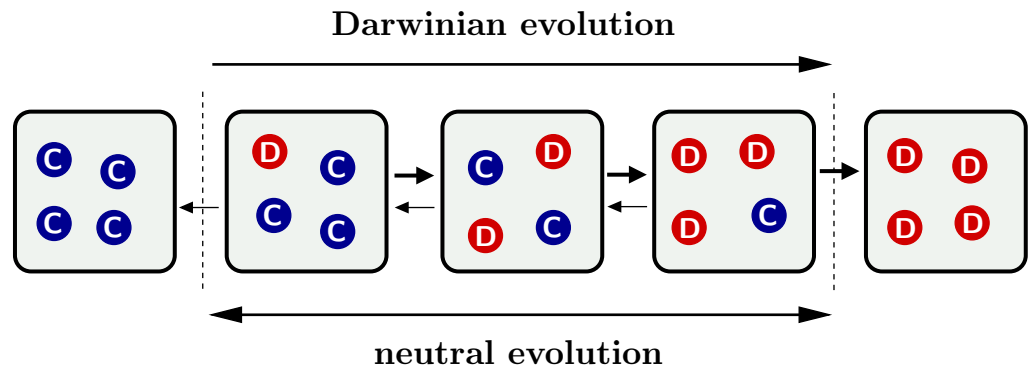 Darwinian evolution
C C C C
D C C C
C D D C
D D D C
D D D D
neutral evolution